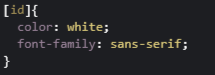 [id]{
  color: white;
  font-family: sans-serif;
}